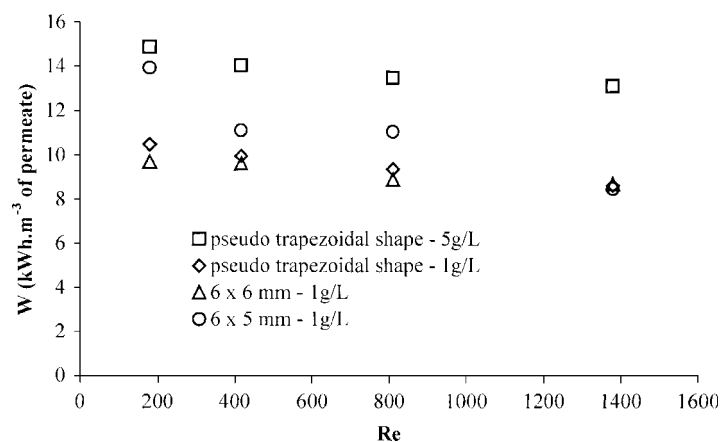 16
14
12
10
8
6
4
2
0
W (kWh.m-3 of permeate)
pseudo trapezoidal shape - 5g/L
pseudo trapezoidal shape - 1g/L
6 x 6 mm - 1g/L
6 x 5 mm - 1g/L
0 200 400 600 800 1000 1200 1400 1600
Re